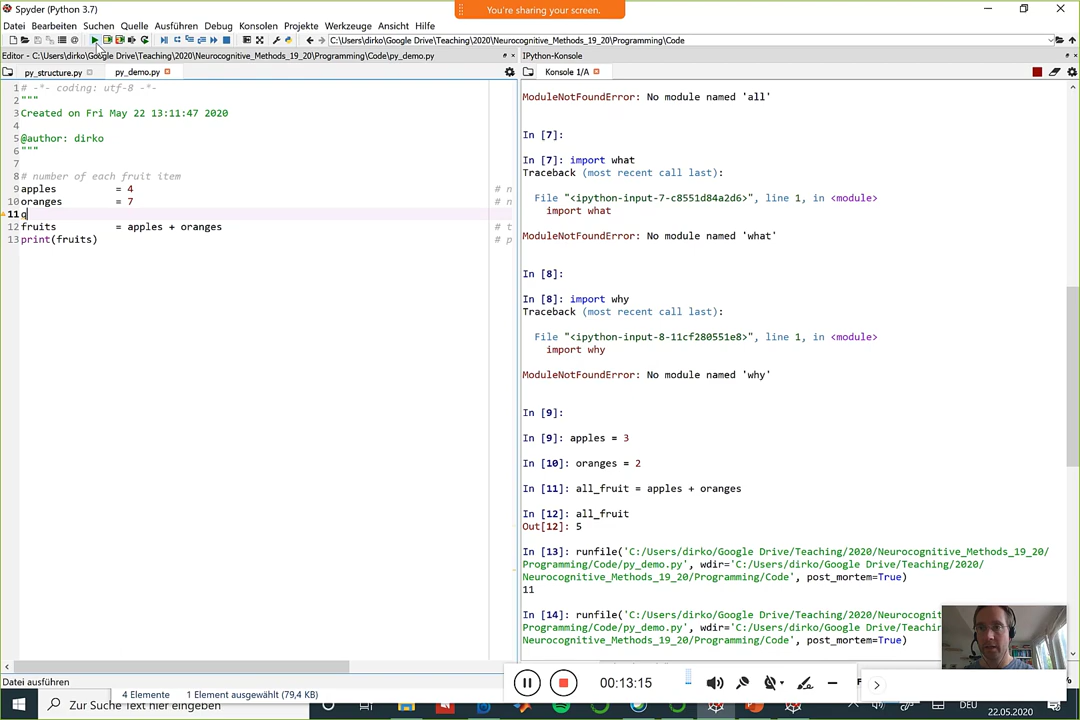 Spyder (Python 3.7)
You're sharing your screen.
Datei Bearbeiten Suchen Quelle Ausführen Debug Konsolen Projekte Werkzeuge Ansicht Hilfe
C:\Users\dirko\Google Drive\Teaching\2020\Neurocognitive_Methods_19_20\Programming\Code
Editor - C:\Users\dirko\Google Drive\Teaching\2020\Neurocognitive_Methods_19_20\Programming\Code\py_demo.py
IPython-Konsole
py_structure.py py_demo.py
Konsole 1/A
1 # -*- coding: utf-8 -*-
2 """
3 Created on Fri May 22 13:11:47 2020
4
5 @author: dirko
6 """
7
8 # number of each fruit item
9 apples = 4 # n
10 oranges = 7 # n
11
12 fruits = apples + oranges # t
13 print(fruits) # p
ModuleNotFoundError: No module named 'all'
In [7]:
In [7]: import what
Traceback (most recent call last):
File "<ipython-input-7-c8551d84a2d6>", line 1, in <module>
import what
ModuleNotFoundError: No module named 'what'
In [8]:
In [8]: import why
Traceback (most recent call last):
File "<ipython-input-8-11cf280551e8>", line 1, in <module>
import why
ModuleNotFoundError: No module named 'why'
In [9]:
In [9]: apples = 3
In [10]: oranges = 2
In [11]: all_fruit = apples + oranges
In [12]: all_fruit
Out[12]: 5
In [13]: runfile('C:/Users/dirko/Google Drive/Teaching/2020/Neurocognitive_Methods_19_20/
Programming/Code/py_demo.py', wdir='C:/Users/dirko/Google Drive/Teaching/2020/
Neurocognitive_Methods_19_20/Programming/Code', post_mortem=True)
11
In [14]: runfile('C:/Users/dirko/Google Drive/Teaching/2020/Neurocogniti
Programming/Code/py_demo.py', wdir='C:/Users/dirko/Google Drive/Teachin
Neurocognitive_Methods_19_20/Programming/Code', post_mortem=True)
Datei ausführen
00:13:15
4 Elemente 1 Element ausgewählt (79,4 KB)
Zur Suche Text hier eingeben
DEU
22.05.2020